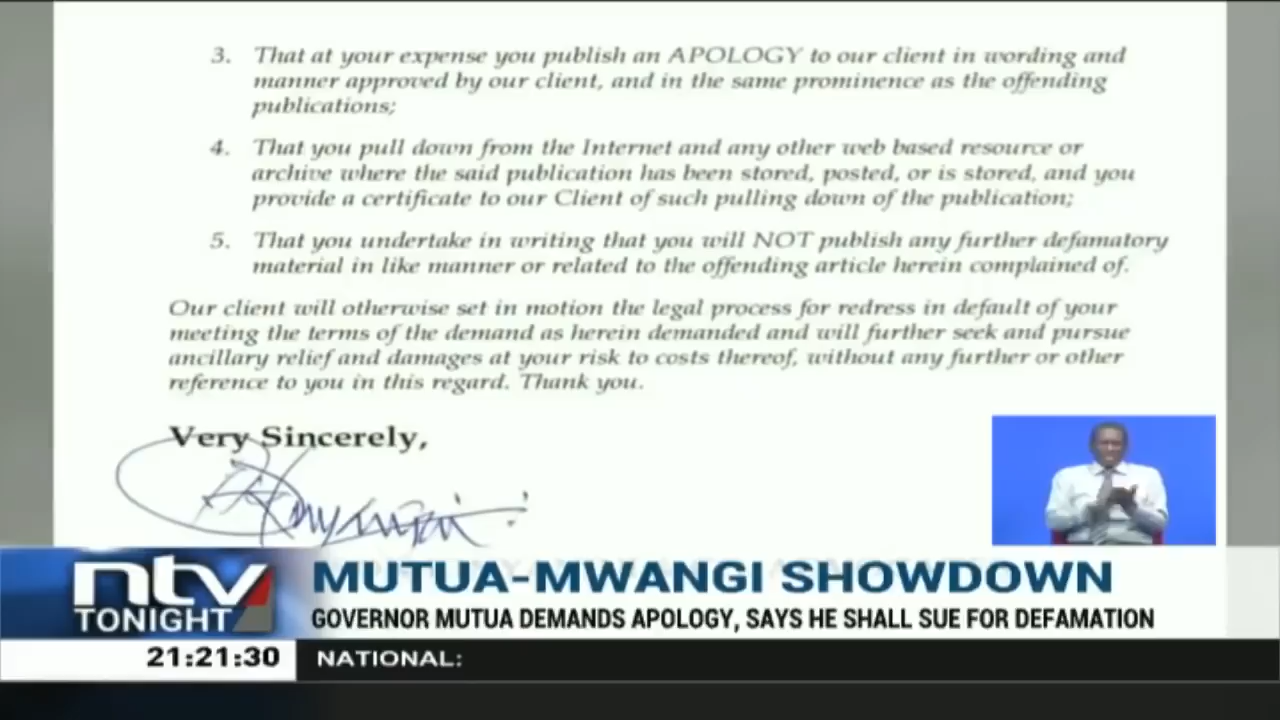 3. That at your expense you publish an APOLOGY to our client in wording and
manner approved by our client, and in the same prominence as the offending
publications;
4. That you pull down from the Internet and any other web based resource or
archive where the said publication has been stored, posted, or is stored, and you
provide a certificate to our Client of such pulling down of the publication;
5. That you undertake in writing that you will NOT publish any further defamatory
material in like manner or related to the offending article herein complained of.
Our client will otherwise set in motion the legal process for redress in default of your
meeting the terms of the demand as herein demanded and will further seek and pursue
ancillary relief and damages at your risk to costs thereof, without any further or other
reference to you in this regard. Thank you.
Very Sincerely,
ntv
TONIGHT
MUTUA-MWANGI SHOWDOWN
GOVERNOR MUTUA DEMANDS APOLOGY, SAYS HE SHALL SUE FOR DEFAMATION
21:21:30
NATIONAL: